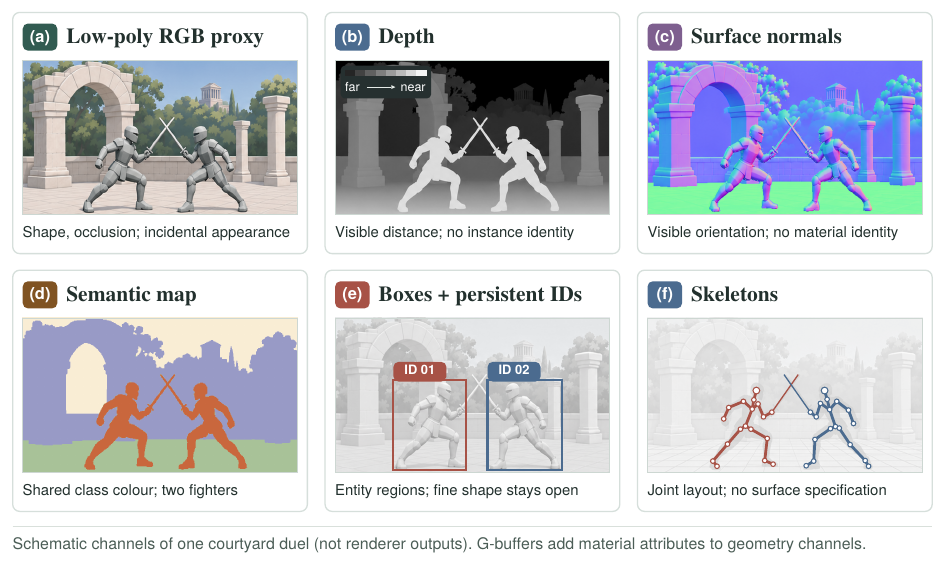 (a) Low-poly RGB proxy
Shape, occlusion; incidental appearance
(b) Depth
far → near
Visible distance; no instance identity
(c) Surface normals
Visible orientation; no material identity
(d) Semantic map
Shared class colour; two fighters
(e) Boxes + persistent IDs
ID 01 ID 02
Entity regions; fine shape stays open
(f) Skeletons
Joint layout; no surface specification
Schematic channels of one courtyard duel (not renderer outputs). G-buffers add material attributes to geometry channels.